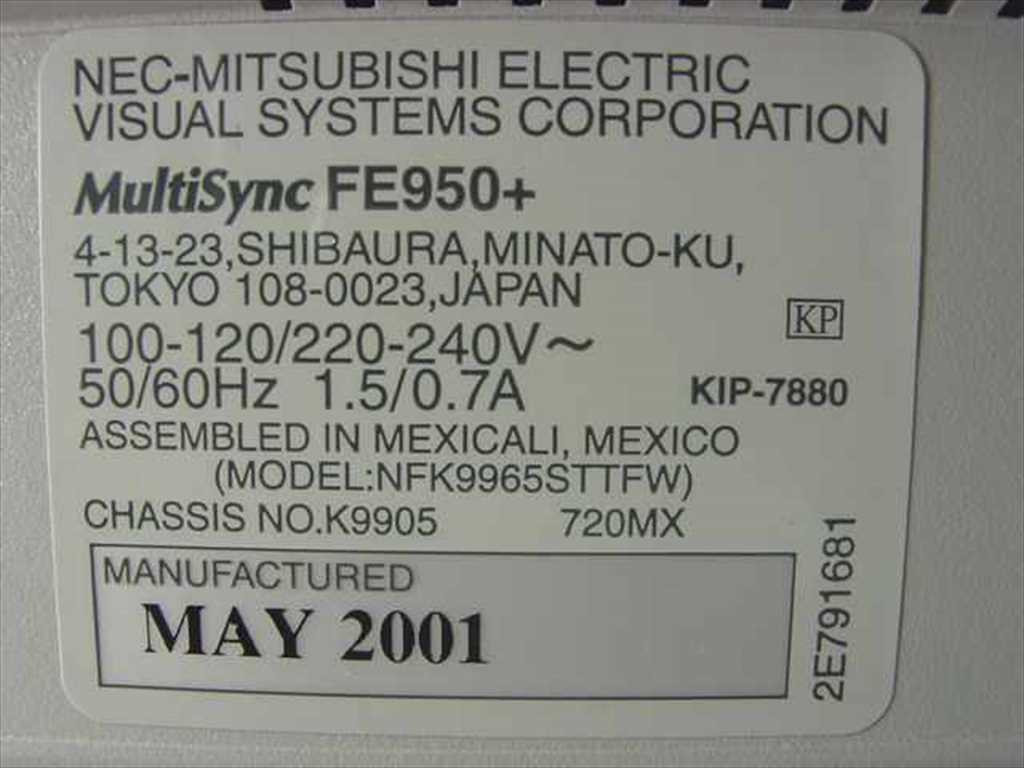 NEC-MITSUBISHI ELECTRIC
VISUAL SYSTEMS CORPORATION
MultiSync FE950+
4-13-23,SHIBAURA,MINATO-KU,
TOKYO 108-0023,JAPAN
KP
100-120/220-240V~
50/60Hz 1.5/0.7A KIP-7880
ASSEMBLED IN MEXICALI, MEXICO
(MODEL:NFK9965STTFW)
CHASSIS NO.K9905 720MX
MANUFACTURED
MAY 2001
2E791681